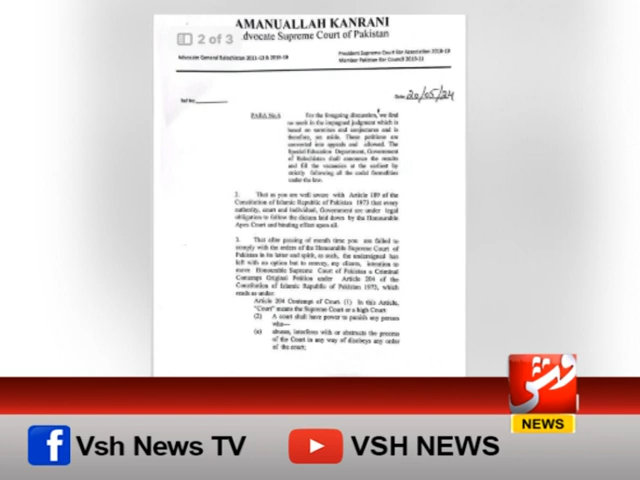 AMANUALLAH KANRANI
Advocate Supreme Court of Pakistan
2 of 3
Advocate General Balochistan 2011-12 & 2018-19
President Supreme Court Bar Association 2018-19
Member Pakistan Bar Council 2010-11
Ref No.
Date: 20/05/24
PARA No.6 For the foregoing discussion, we find
no merit in the impugned judgment which is
based on surmises and conjectures and is
therefore, set aside. These petitions are
converted into appeals and allowed. The
Special Education Department, Government
of Balochistan shall announce the results
and fill the vacancies at the earliest by
strictly following all the codal formalities
under the law.
2. That as you are well aware with Article 189 of the
Constitution of Islamic Republic of Pakistan 1973 that every
authority, court and individual, Government are under legal
obligation to follow the dictum laid down by the Honourable
Apex Court and binding effect upon all.
3. That after passing of month time you are failed to
comply with the orders of the Honourable Supreme Court of
Pakistan in its letter and spirit, as such, the undersigned has
left with no option but to convey, my clients, intention to
move Honourable Supreme Court of Pakistan a Criminal
Contempt Original Petition under Article 204 of the
Constitution of Islamic Republic of Pakistan 1973, which
reads as under:
Article 204 Contempt of Court (1) In this Article,
"Court" means the Supreme Court or a high Court
(2) A court shall have power to punish any person
who—
(a) abuses, interferes with or obstructs the process
of the Court in any way of disobeys any order
of the court;
وش
NEWS
Vsh News TV
VSH NEWS